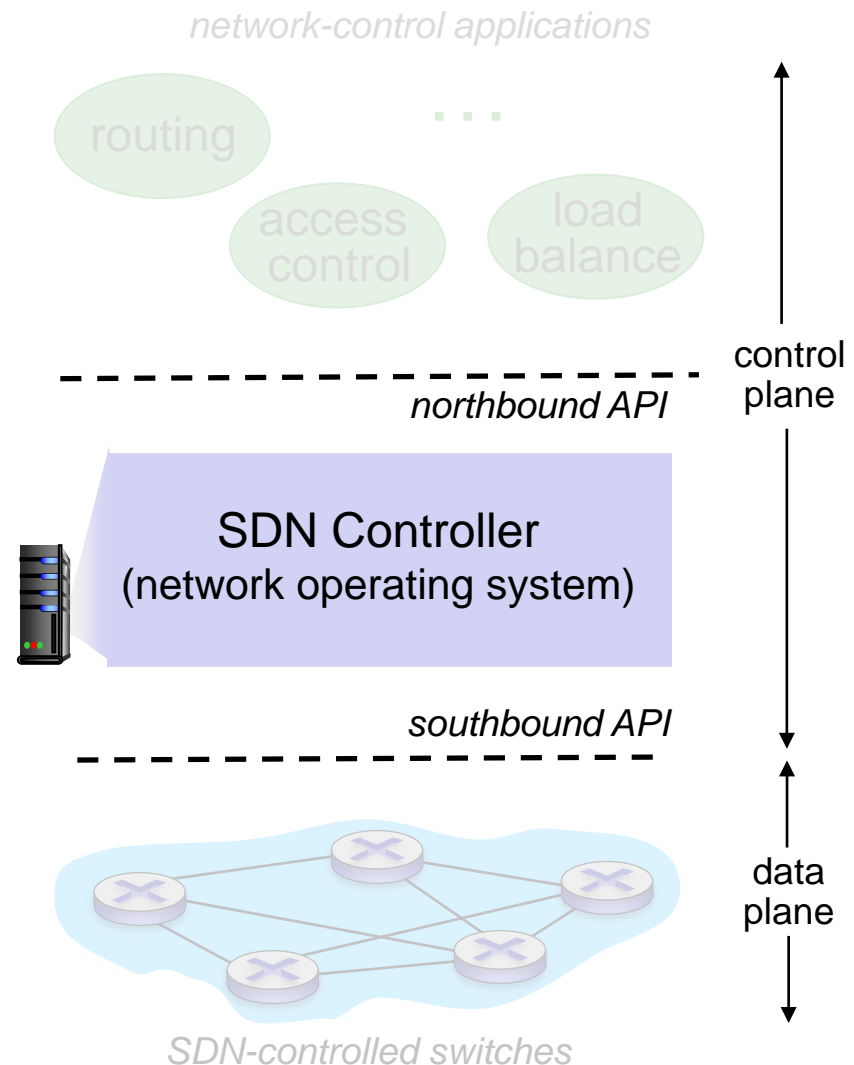 network-control applications
routing
...
access
control
load
balance
control
plane
northbound API
SDN Controller
(network operating system)
southbound API
data
plane
SDN-controlled switches